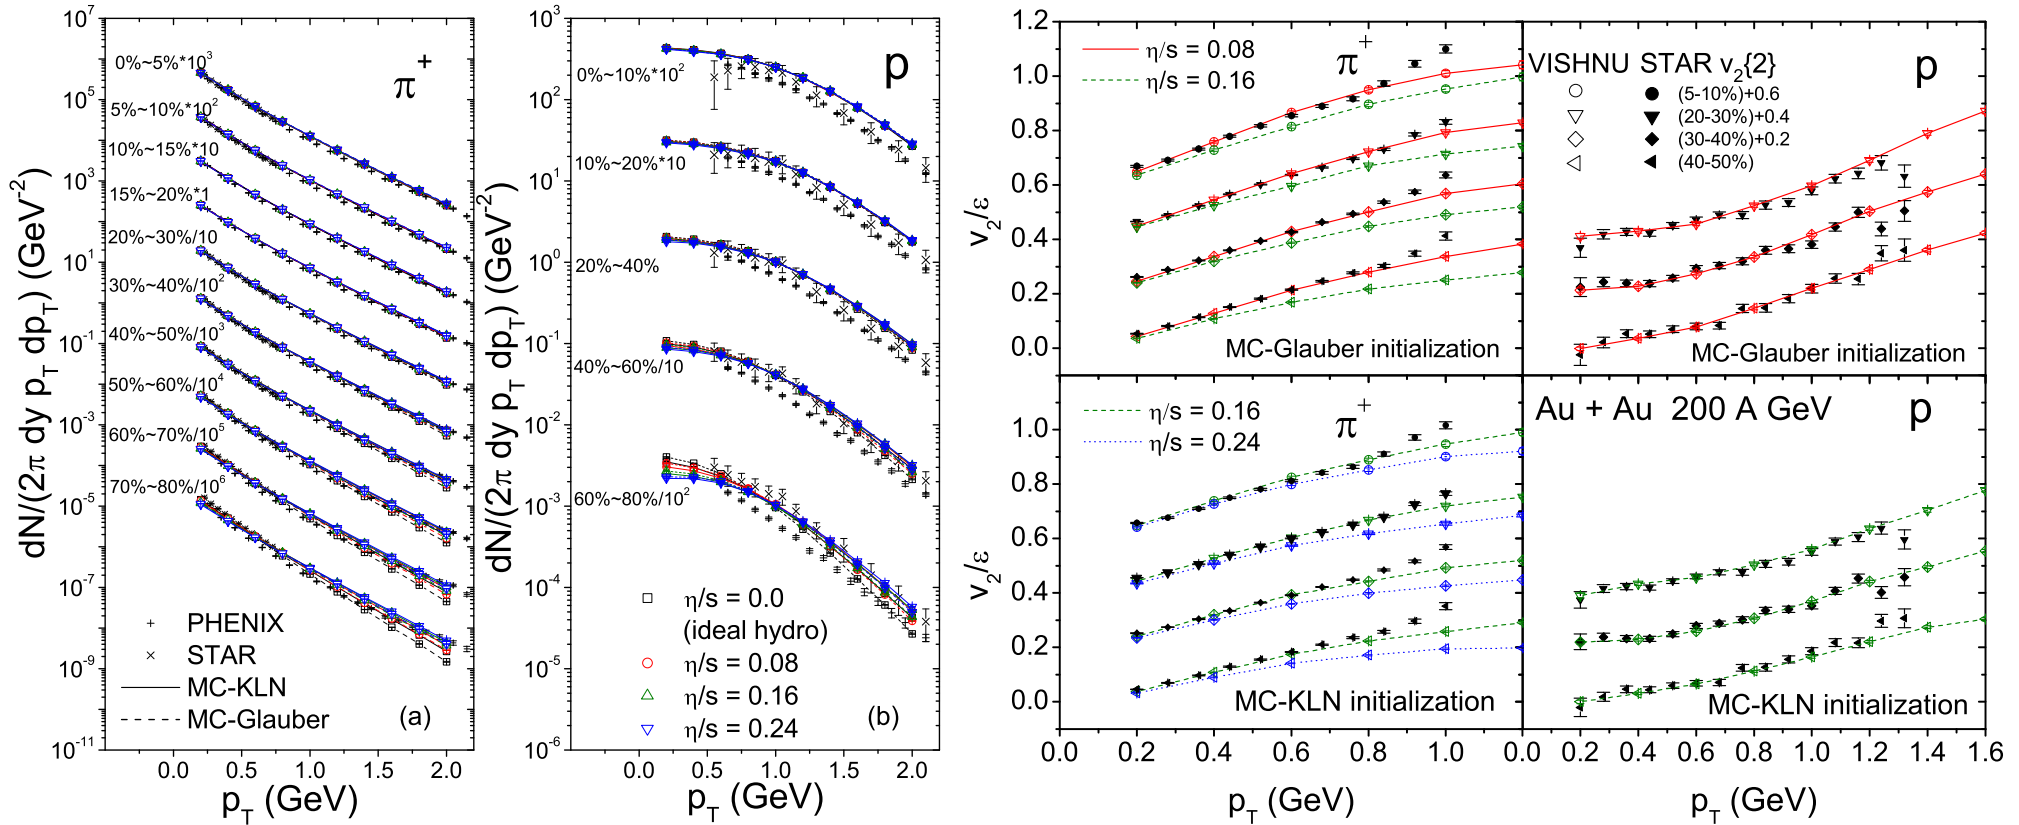 10^7
10^5
10^3
10^1
10^-1
10^-3
10^-5
10^-7
10^-9
10^-11
dN/(2π dy p_T dp_T) (GeV^-2)
π^+
0%~5%*10^3
5%~10%*10^2
10%~15%*10
15%~20%*1
20%~30%/10
30%~40%/10^2
40%~50%/10^3
50%~60%/10^4
60%~70%/10^5
70%~80%/10^6
PHENIX
STAR
MC-KLN
MC-Glauber
(a)
0.0 0.5 1.0 1.5 2.0
p_T (GeV)
10^3
10^2
10^1
10^0
10^-1
10^-2
10^-3
10^-4
10^-5
10^-6
dN/(2π dy p_T dp_T) (GeV^-2)
p
0%~10%*10^2
10%~20%*10
20%~40%
40%~60%/10
60%~80%/10^2
η/s = 0.0
(ideal hydro)
η/s = 0.08
η/s = 0.16
η/s = 0.24
(b)
0.0 0.5 1.0 1.5 2.0
p_T (GeV)
1.2
1.0
0.8
0.6
0.4
0.2
0.0
v_2/ε
η/s = 0.08
η/s = 0.16
π^+
MC-Glauber initialization
p
VISHNU STAR v_2{2}
(5-10%)+0.6
(20-30%)+0.4
(30-40%)+0.2
(40-50%)
MC-Glauber initialization
1.0
0.8
0.6
0.4
0.2
0.0
v_2/ε
η/s = 0.16
η/s = 0.24
π^+
MC-KLN initialization
Au + Au 200 A GeV
p
MC-KLN initialization
0.0 0.2 0.4 0.6 0.8 1.0 0.0 0.2 0.4 0.6 0.8 1.0 1.2 1.4 1.6
p_T (GeV)
p_T (GeV)